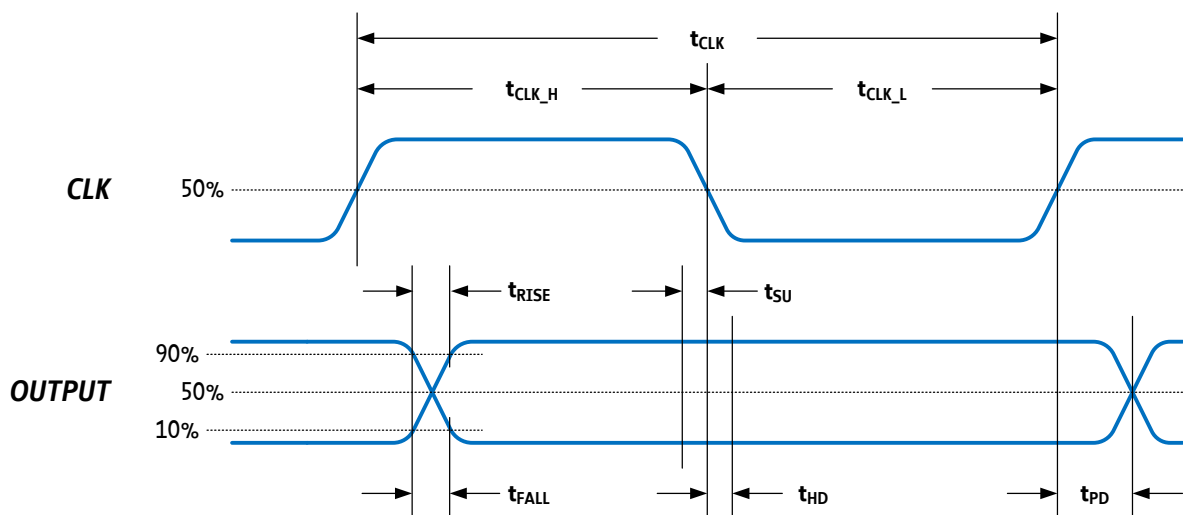 tCLK
tCLK_H
tCLK_L
CLK
50%
tRISE
tSU
90%
OUTPUT
50%
10%
tFALL
tHD
tPD